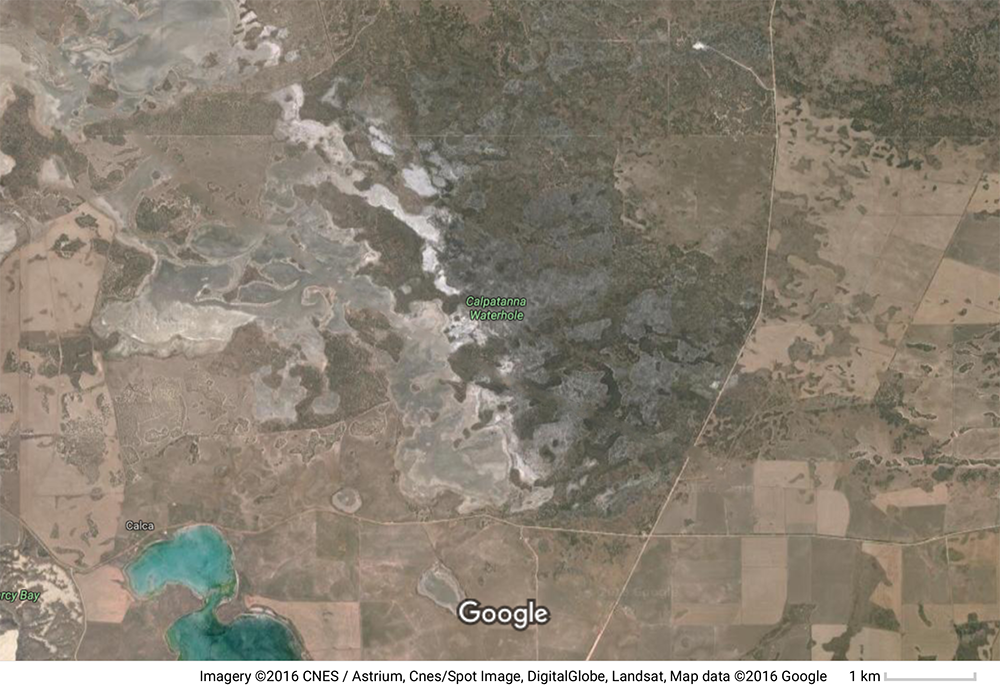 Calpatanna
Waterhole
Calca
rcy Bay
Google
Imagery ©2016 CNES / Astrium, Cnes/Spot Image, DigitalGlobe, Landsat, Map data ©2016 Google 1 km